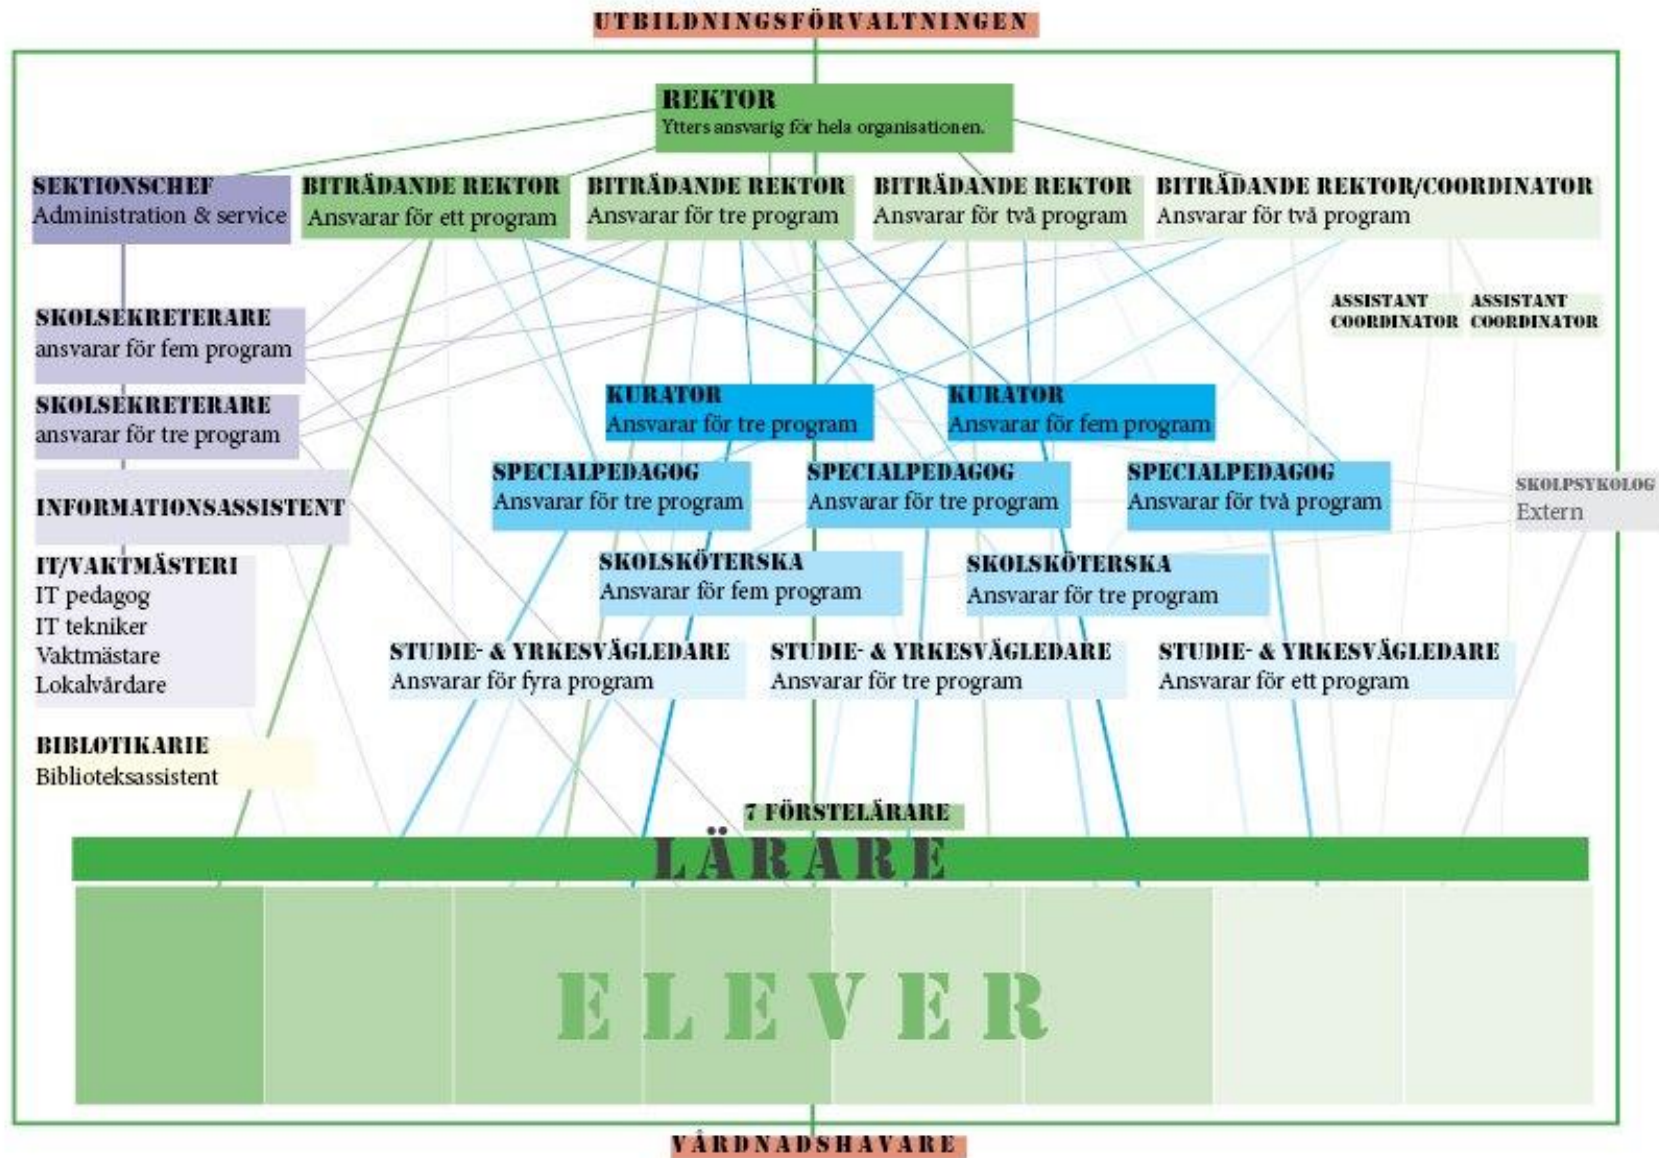 UTBILDNINGSFÖRVALTNINGEN
REKTOR
Ytters ansvarig för hela organisationen.
SEKTIONSCHEF
Administration & service
BITRÄDANDE REKTOR
Ansvarar för ett program
BITRÄDANDE REKTOR
Ansvarar för tre program
BITRÄDANDE REKTOR
Ansvarar för två program
BITRÄDANDE REKTOR/COORDINATOR
Ansvarar för två program
ASSISTANT
COORDINATOR
ASSISTANT
COORDINATOR
SKOLSEKRETERARE
ansvarar för fem program
SKOLSEKRETERARE
ansvarar för tre program
KURATOR
Ansvarar för tre program
KURATOR
Ansvarar för fem program
SPECIALPEDAGOG
Ansvarar för tre program
SPECIALPEDAGOG
Ansvarar för tre program
SPECIALPEDAGOG
Ansvarar för två program
SKOLPSYKOLOG
Extern
INFORMATIONSASSISTENT
IT/VAKTMÄSTERI
IT pedagog
IT tekniker
Vaktmästare
Lokalvårdare
SKOLSKÖTERSKA
Ansvarar för fem program
SKOLSKÖTERSKA
Ansvarar för tre program
STUDIE- & YRKESVÄGLEDARE
Ansvarar för fyra program
STUDIE- & YRKESVÄGLEDARE
Ansvarar för tre program
STUDIE- & YRKESVÄGLEDARE
Ansvarar för ett program
BIBLOTIKARIE
Biblioteksassistent
7 FÖRSTELÄRARE
LÄRARE
ELEVER
VÅRDNADSHAVARE